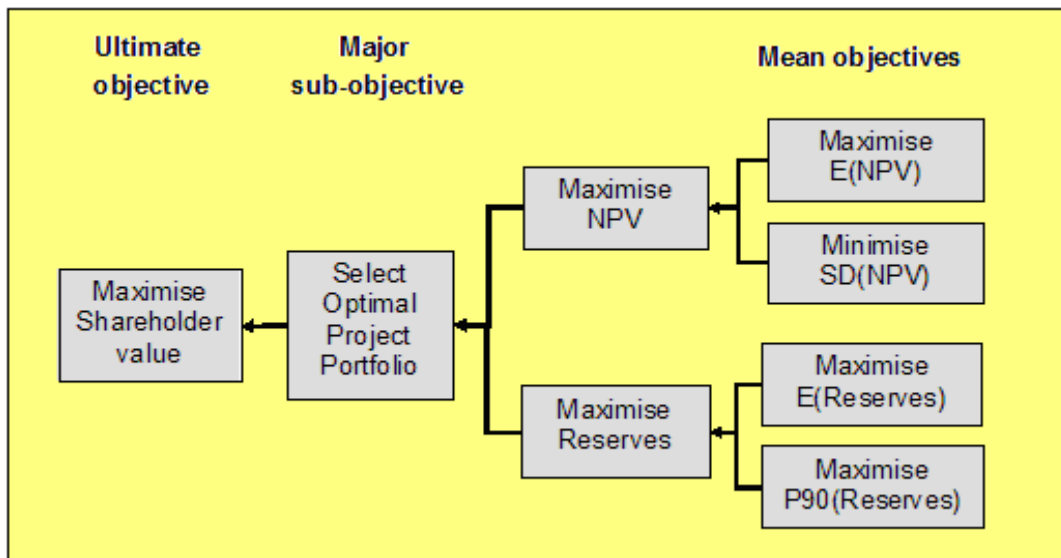 Ultimate
objective
Major
sub-objective
Mean objectives
Maximise
Shareholder
value
Select
Optimal
Project
Portfolio
Maximise
NPV
Maximise
E(NPV)
Minimise
SD(NPV)
Maximise
Reserves
Maximise
E(Reserves)
Maximise
P90(Reserves)